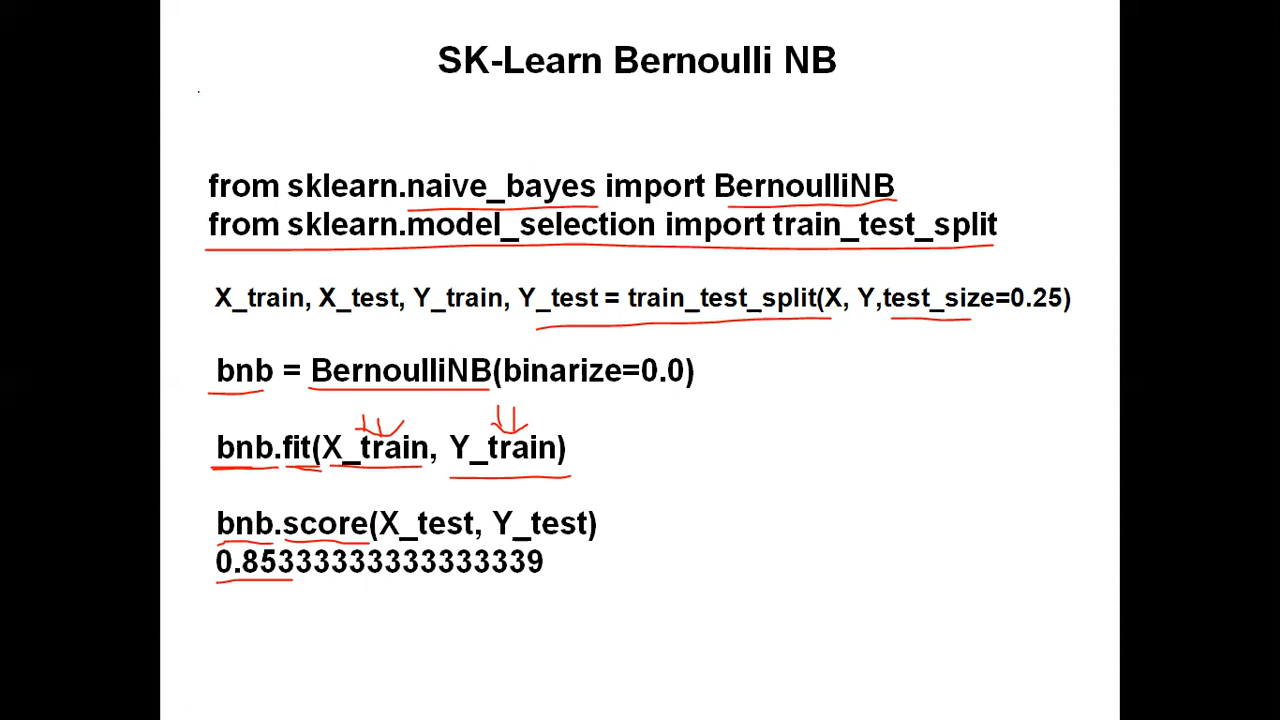 SK-Learn Bernoulli NB
from sklearn.naive_bayes import BernoulliNB
from sklearn.model_selection import train_test_split
X_train, X_test, Y_train, Y_test = train_test_split(X, Y,test_size=0.25)
bnb = BernoulliNB(binarize=0.0)
bnb.fit(X_train, Y_train)
bnb.score(X_test, Y_test)
0.85333333333333339